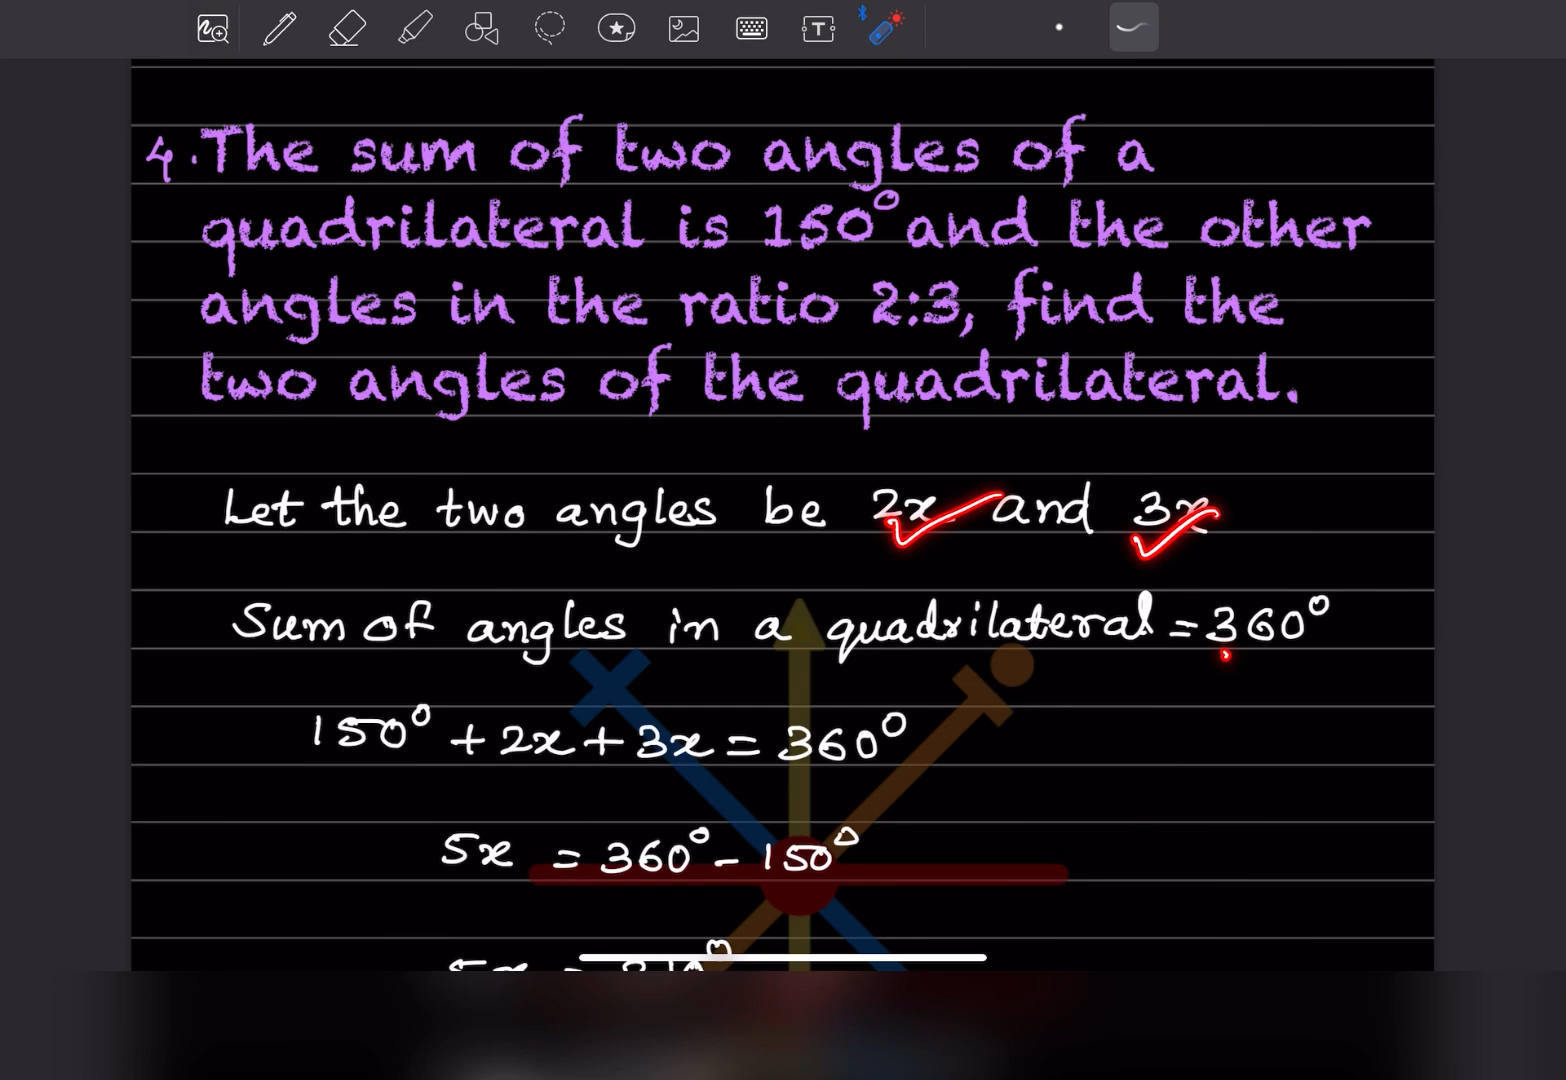 4. The sum of two angles of a
quadrilateral is 150° and the other
angles in the ratio 2:3, find the
two angles of the quadrilateral.
Let the two angles be 2x and 3x
Sum of angles in a quadrilateral = 360°
150° + 2x + 3x = 360°
5x = 360° - 150°